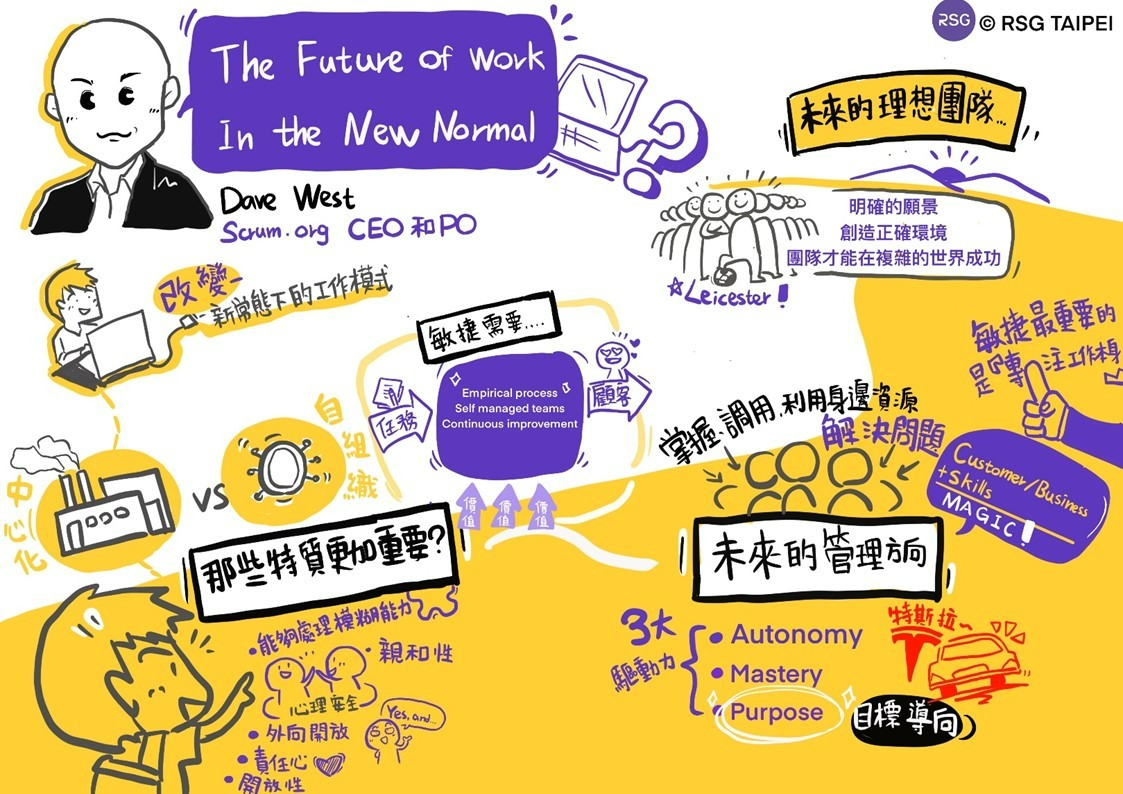 RSG © RSG TAIPEI
The Future of work
In the New Normal
Dave West
Scrum.org CEO 和 PO
未來的理想團隊...
明確的願景
創造正確環境
團隊才能在複雜的世界成功
☆Leicester!
改變
新常態下的工作模式
中心化
VS
自組織
敏捷需要....
任務
Empirical process
Self managed teams
Continuous improvement
顧客
價值
價值
價值
敏捷最重要的
是「專注工作本身
掌握、調用、利用身邊資源
解決問題
Customer/Business
+Skills
MAGIC!
那些特質更加重要?
•能夠處理模糊能力
•親和性
心理安全
Yes, and...
•外向開放
•責任心
•開放性
未來的管理方向
3大
驅動力
• Autonomy
• Mastery
• Purpose
目標導向
特斯拉~